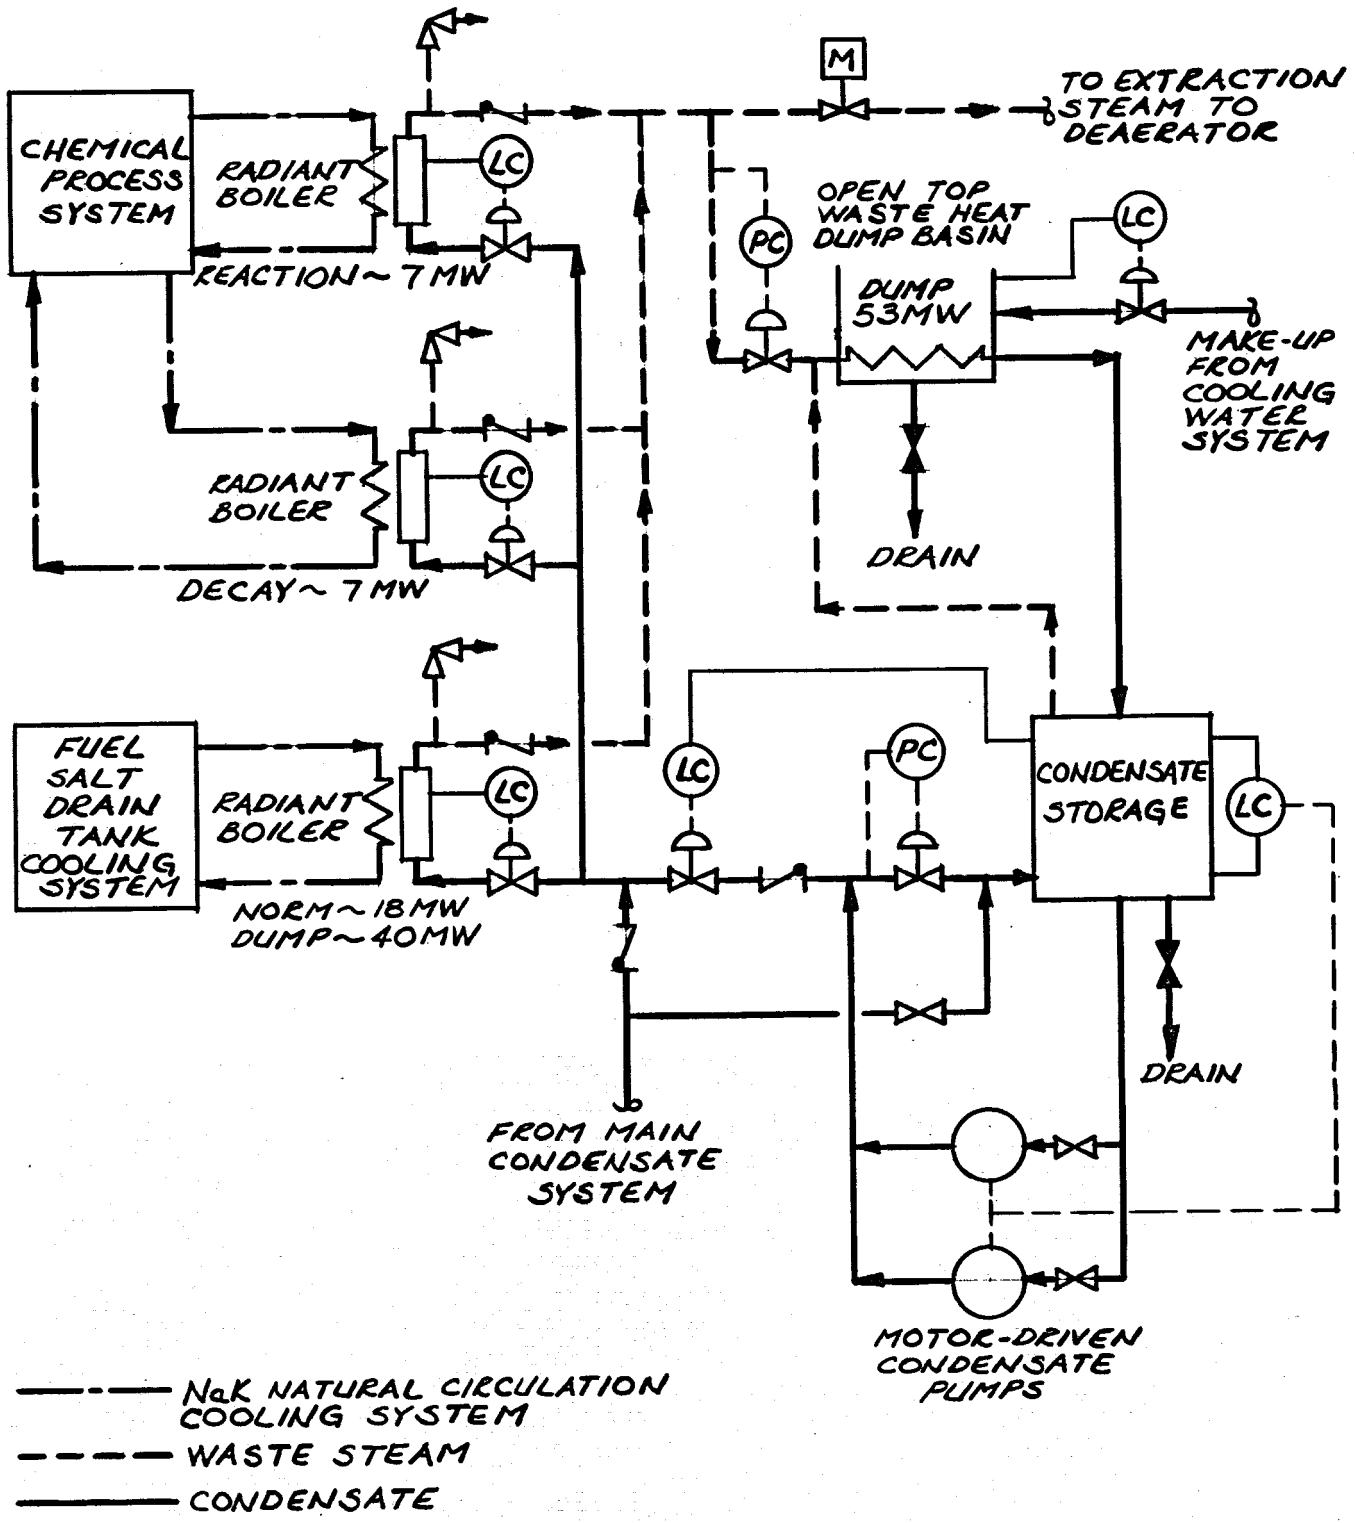 M
TO EXTRACTION
STEAM TO
DEAERATOR
CHEMICAL
PROCESS
SYSTEM
RADIANT
BOILER
LC
REACTION ~ 7 MW
OPEN TOP
WASTE HEAT
DUMP BASIN
PC
LC
DUMP
53 MW
MAKE-UP
FROM
COOLING
WATER
SYSTEM
RADIANT
BOILER
LC
DECAY ~ 7 MW
DRAIN
FUEL
SALT
DRAIN
TANK
COOLING
SYSTEM
RADIANT
BOILER
LC
NORM ~ 18 MW
DUMP ~ 40 MW
LC
PC
CONDENSATE
STORAGE
LC
DRAIN
FROM MAIN
CONDENSATE
SYSTEM
MOTOR-DRIVEN
CONDENSATE
PUMPS
NaK NATURAL CIRCULATION
COOLING SYSTEM
WASTE STEAM
CONDENSATE